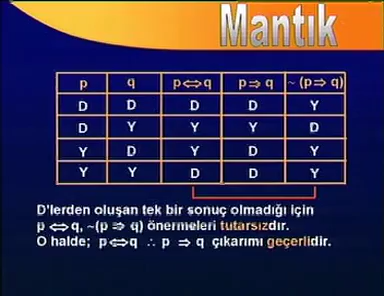 Mantık
p q p⇔q p⇒q ~(p⇒q)
D D D D Y
D Y Y Y D
Y D Y D Y
Y Y D D Y
D'lerden oluşan tek bir sonuç olmadığı için
p ⇔ q, ~(p ⇒ q) önermeleri tutarsızdır.
O halde; p⇔q ∴ p ⇒ q çıkarımı geçerlidir.